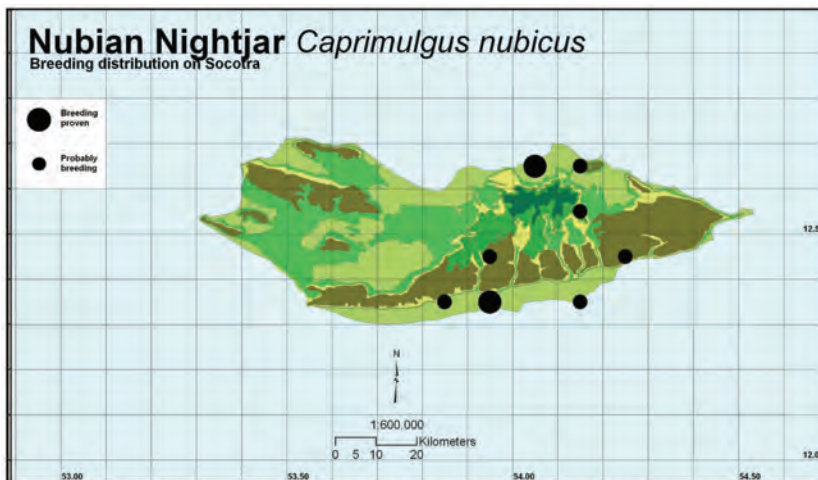 Nubian Nightjar Caprimulgus nubicus
Breeding distribution on Socotra
Breeding
proven
Probably
breeding
12.5
N
1:600,000
Kilometers
0 5 10 20
12.0
53.00 53.50 54.00 54.50